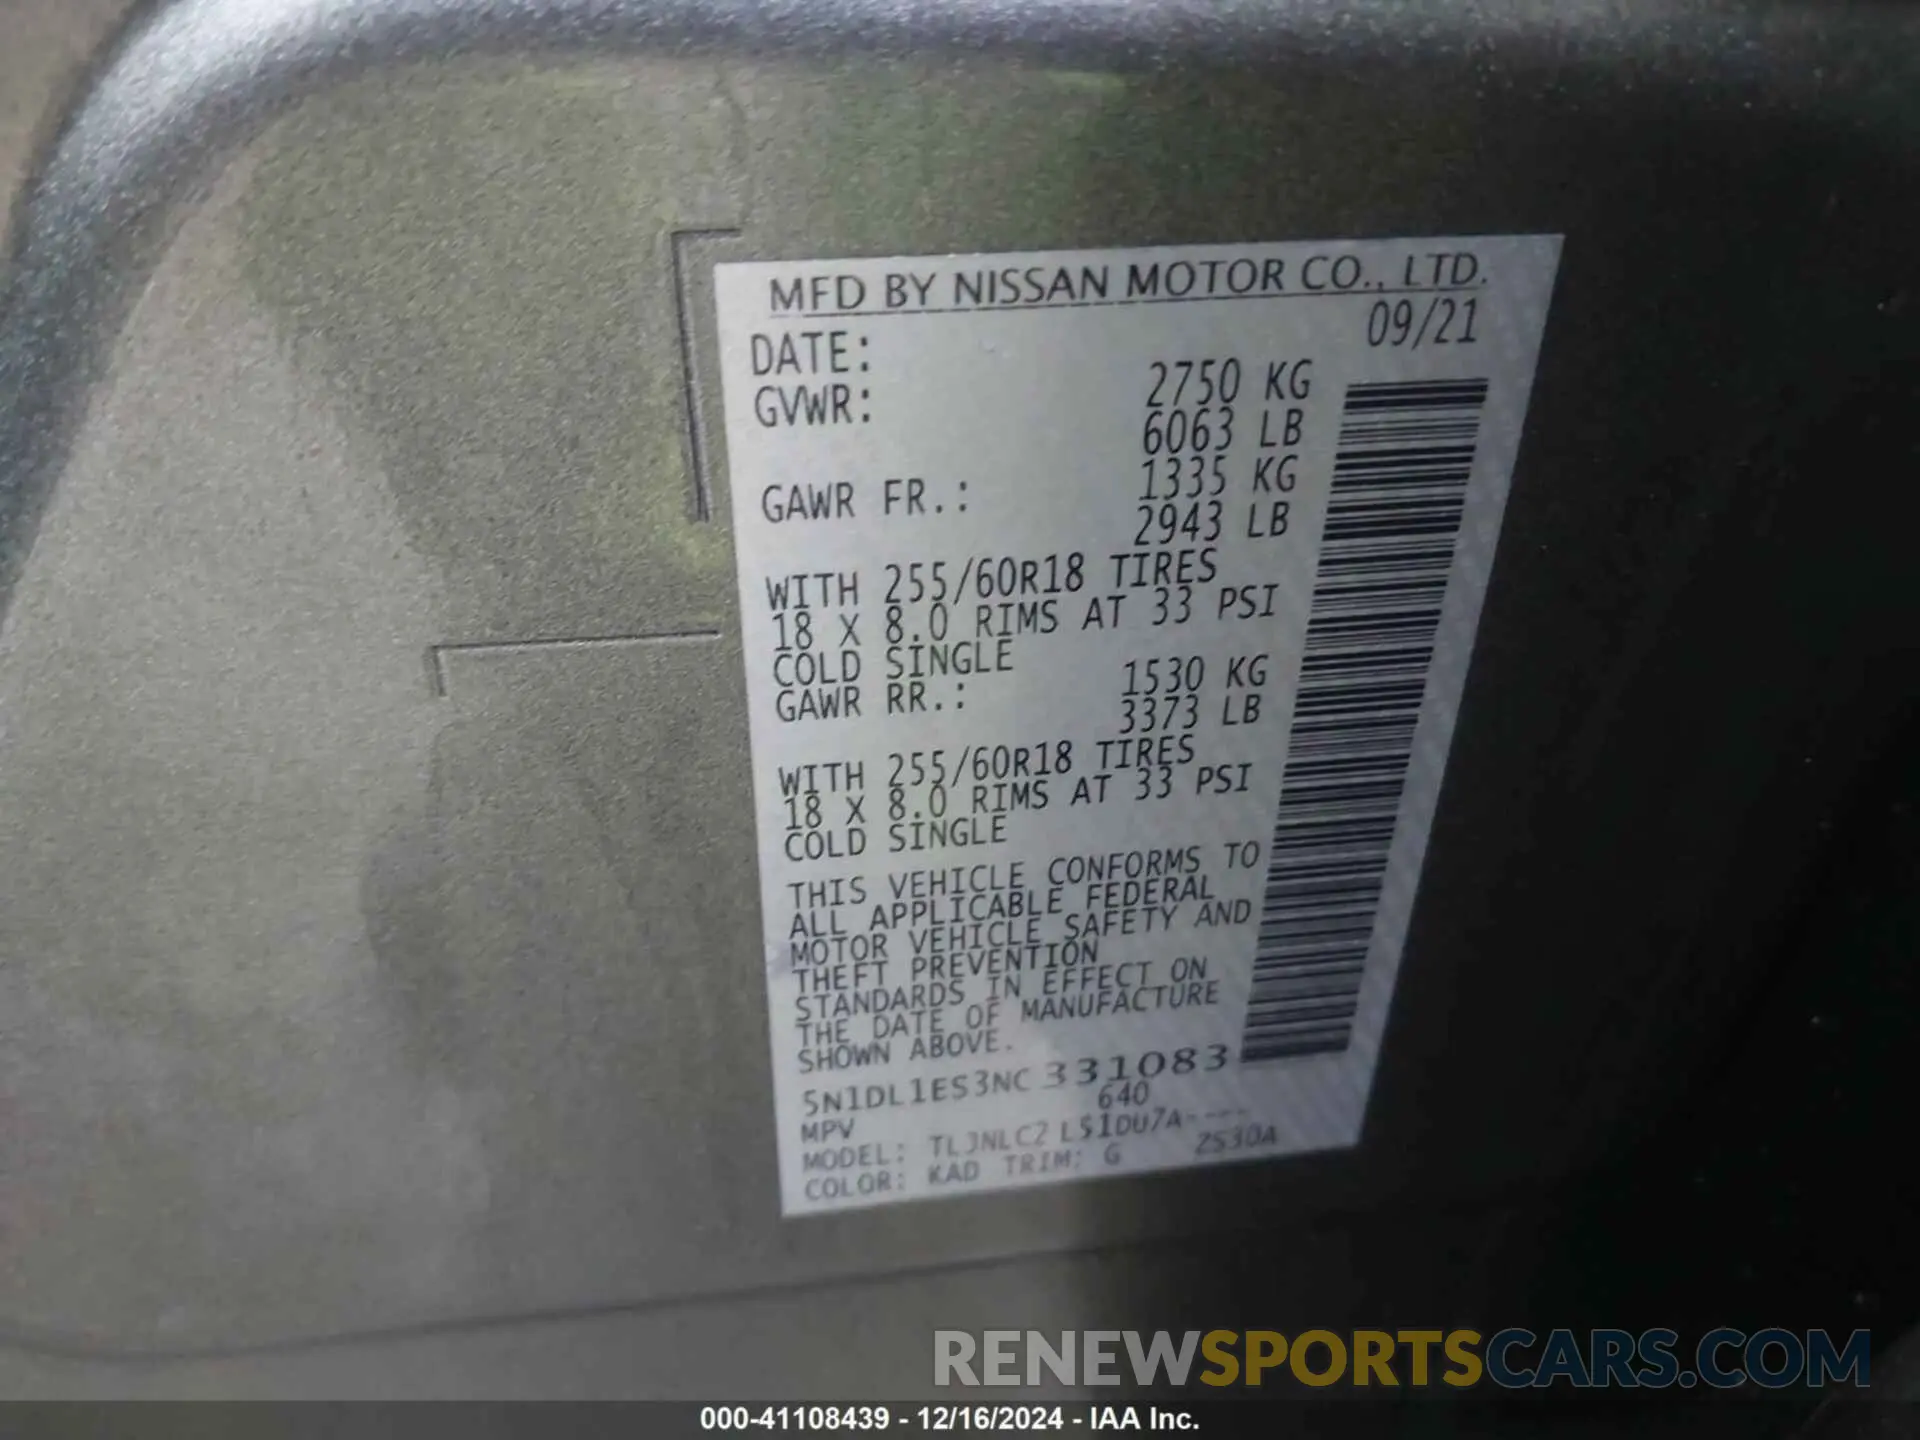 MFD BY NISSAN MOTOR CO., LTD.
DATE: 09/21
GVWR: 2750 KG
6063 LB
GAWR FR.: 1335 KG
2943 LB
WITH 255/60R18 TIRES
18 X 8.0 RIMS AT 33 PSI
COLD SINGLE
GAWR RR.: 1530 KG
3373 LB
WITH 255/60R18 TIRES
18 X 8.0 RIMS AT 33 PSI
COLD SINGLE
THIS VEHICLE CONFORMS TO
ALL APPLICABLE FEDERAL
MOTOR VEHICLE SAFETY AND
THEFT PREVENTION
STANDARDS IN EFFECT ON
THE DATE OF MANUFACTURE
SHOWN ABOVE.
5N1DL1ES3NC 331083
MPV 640
MODEL: TLJNLC2 LS1DU7A----
COLOR: KAD TRIM: G 2S30A
RENEWSPORTSCARS.COM
000-41108439 - 12/16/2024 - IAA Inc.